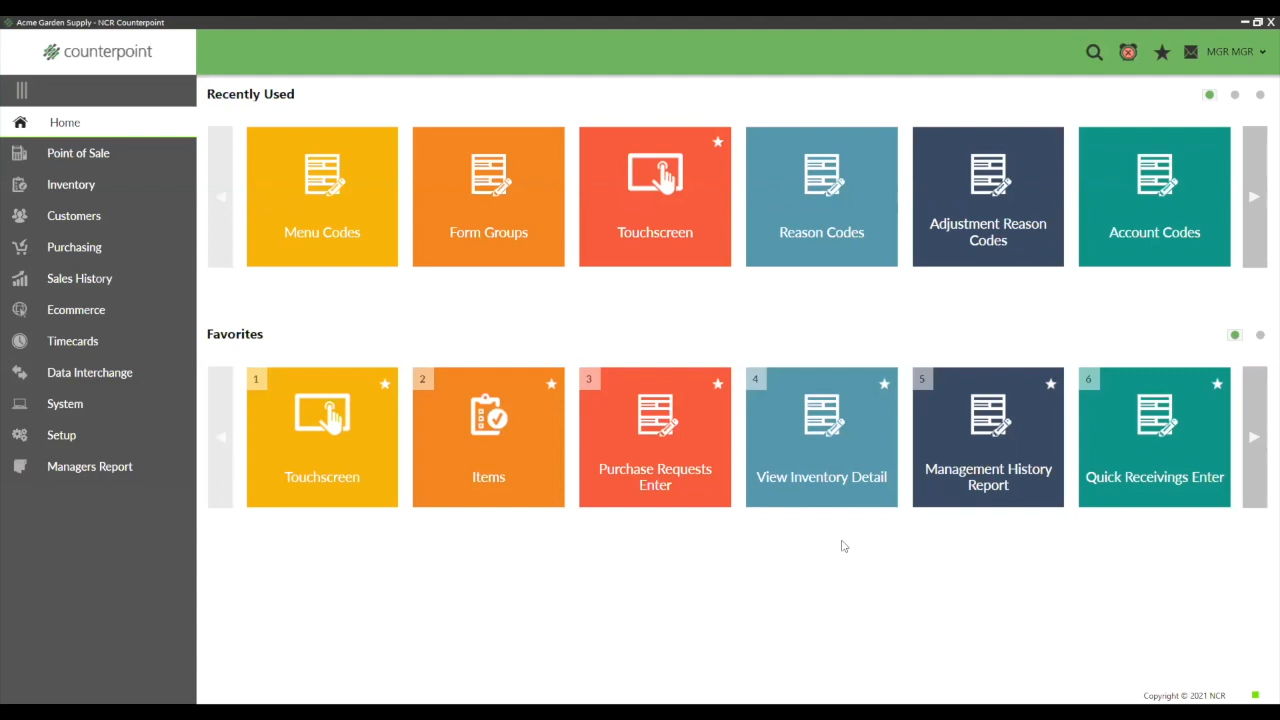 Acme Garden Supply - NCR Counterpoint
counterpoint
MGR MGR
Home
Point of Sale
Inventory
Customers
Purchasing
Sales History
Ecommerce
Timecards
Data Interchange
System
Setup
Managers Report
Recently Used
Menu Codes
Form Groups
Touchscreen
Reason Codes
Adjustment Reason
Codes
Account Codes
Favorites
1
Touchscreen
2
Items
3
Purchase Requests
Enter
4
View Inventory Detail
5
Management History
Report
6
Quick Receivings Enter
Copyright © 2021 NCR